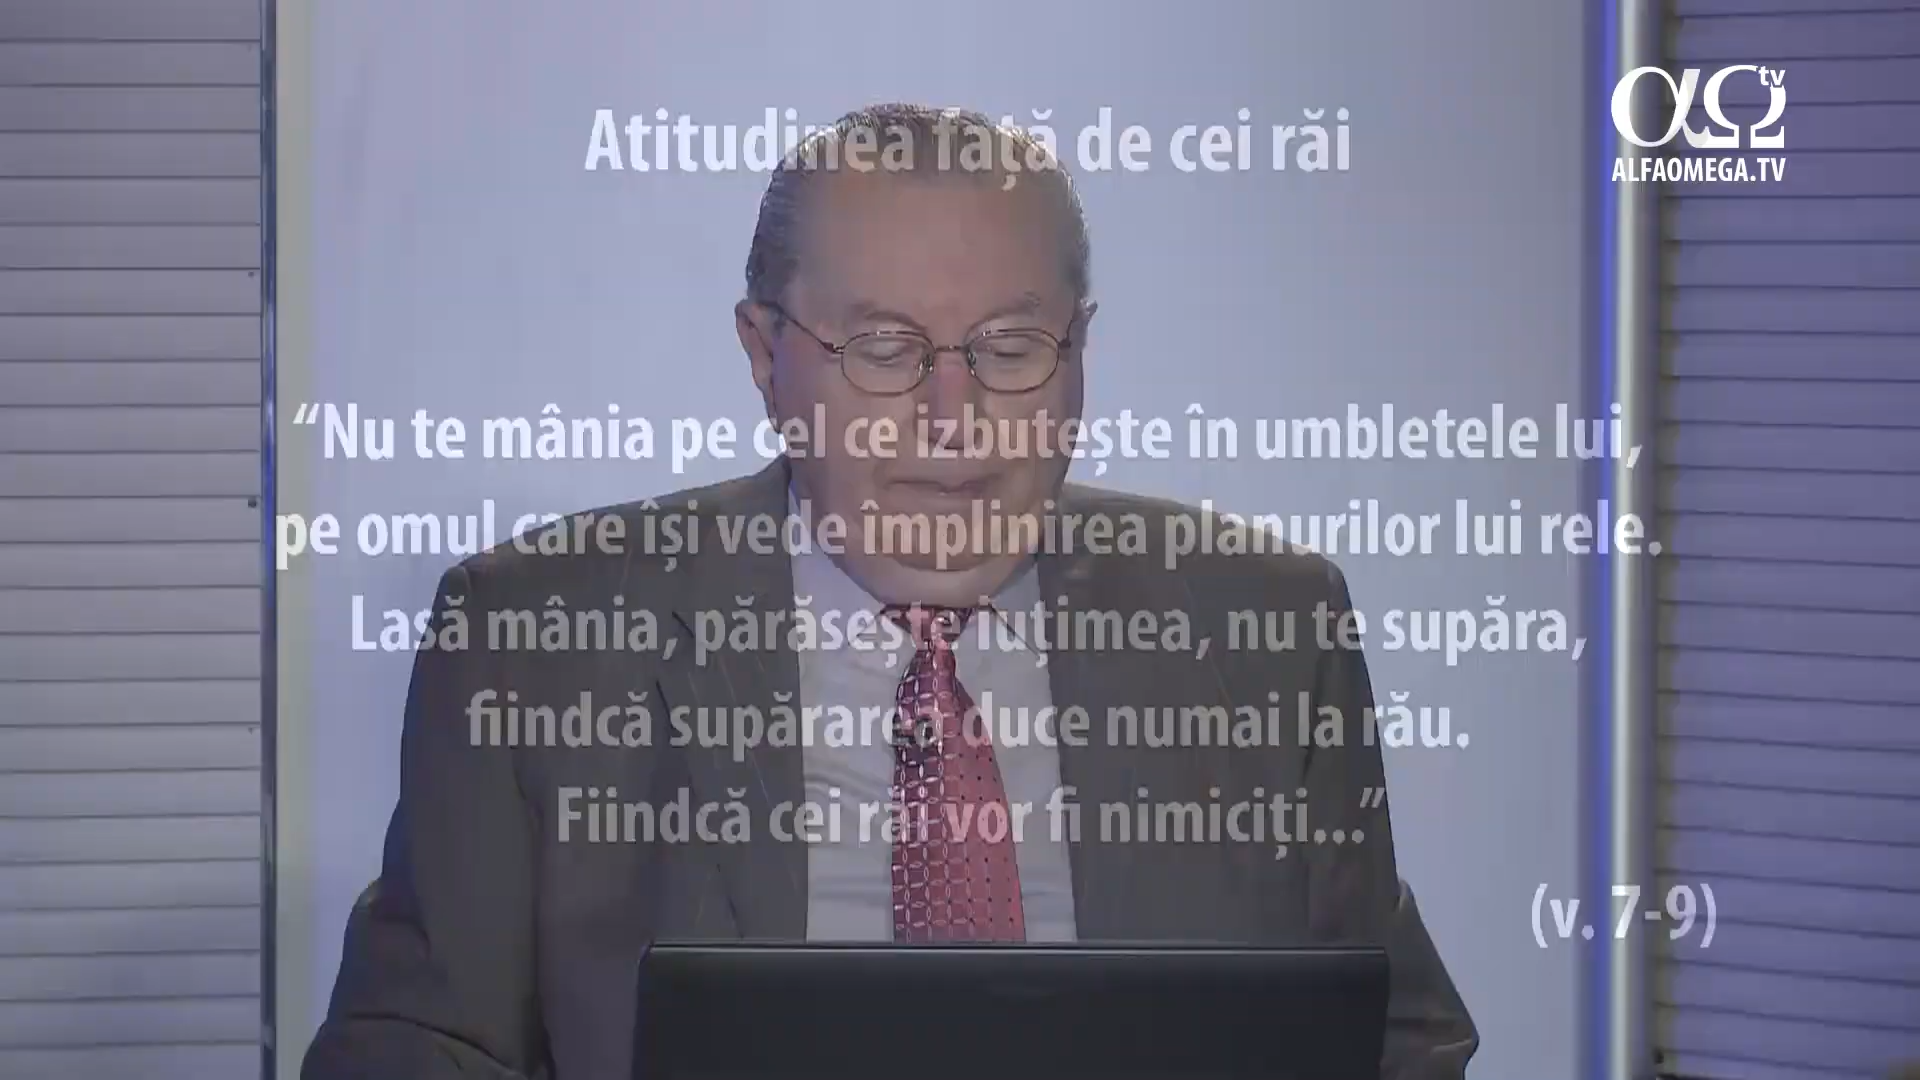 αΩ tv
ALFAOMEGA.TV
Atitudinea față de cei răi
“Nu te mânia pe cel ce izbutește în umbletele lui,
pe omul care își vede împlinirea planurilor lui rele.
Lasă mânia, părăsește iuțimea, nu te supăra,
fiindcă supărarea duce numai la rău.
Fiindcă cei răi vor fi nimiciți...”
(v. 7-9)